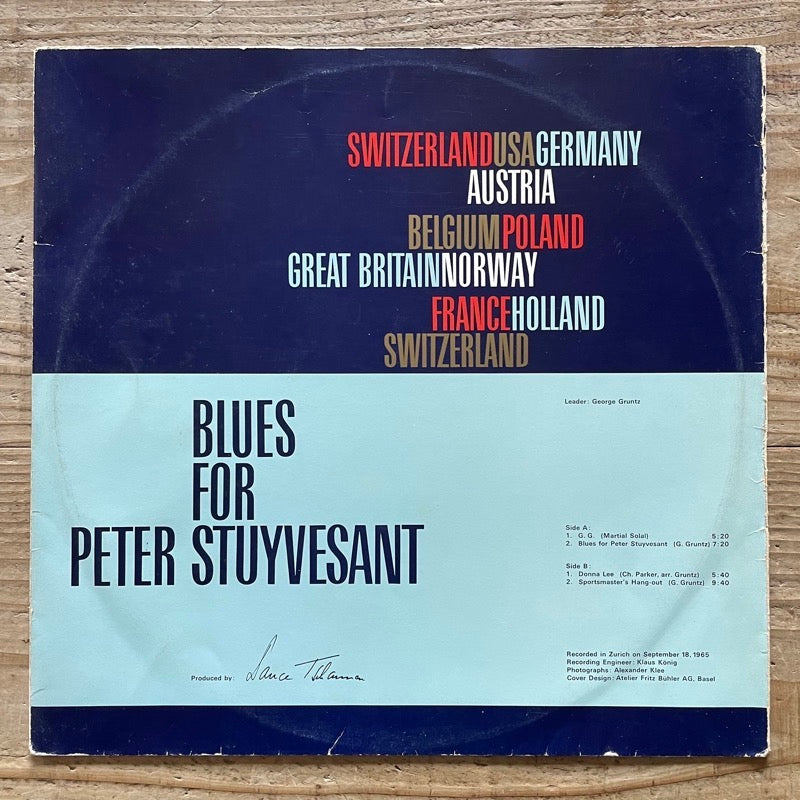 SWITZERLANDUSAGERMANY
AUSTRIA
BELGIUMPOLAND
GREAT BRITAINNORWAY
FRANCEHOLLAND
SWITZERLAND
BLUES
FOR
PETER STUYVESANT
Leader: George Gruntz
Side A:
1. G.G. (Martial Solal) 5:20
2. Blues for Peter Stuyvesant (G. Gruntz) 7:20
Side B:
1. Donna Lee (Ch. Parker, arr. Gruntz) 5:40
2. Sportsmaster's Hang-out (G. Gruntz) 9:40
Produced by:
Recorded in Zurich on September 18, 1965
Recording Engineer: Klaus König
Photographs: Alexander Klee
Cover Design: Atelier Fritz Bühler AG, Basel